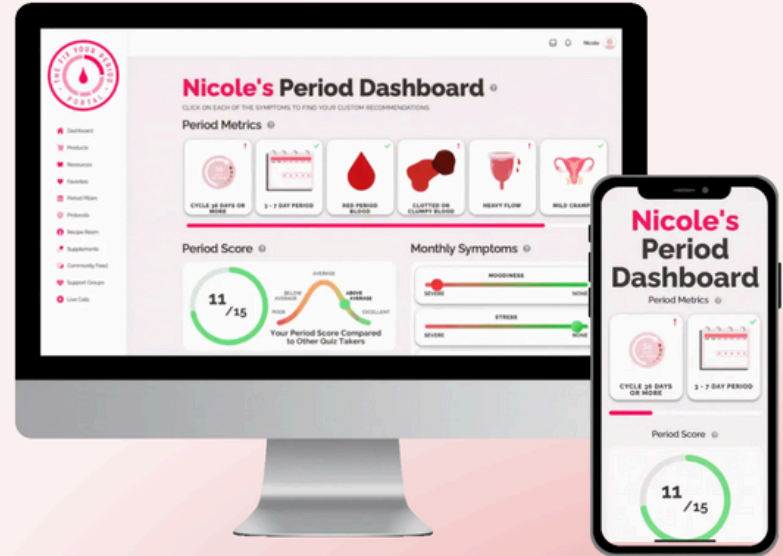 THE FIX YOUR PERIOD
PORTAL
Nicole
Dashboard
Products
Resources
Favorites
Period Pillars
Protocols
Recipe Room
Supplements
Community Feed
Support Groups
Live Calls
Nicole's Period Dashboard
CLICK ON EACH OF THE SYMPTOMS TO FIND YOUR CUSTOM RECOMMENDATIONS
Period Metrics
CYCLE 36 DAYS OR
MORE
3 - 7 DAY PERIOD
RED PERIOD
BLOOD
CLOTTED OR
CLUMPY BLOOD
HEAVY FLOW
MILD CRAMP
Period Score
11/15
POOR
BELOW
AVERAGE
AVERAGE
ABOVE
AVERAGE
EXCELLENT
Your Period Score Compared
to Other Quiz Takers
Monthly Symptoms
MOODINESS
SEVERE
NONE
STRESS
SEVERE
NONE
Nicole's
Period
Dashboard
Period Metrics
CYCLE 36 DAYS
OR MORE
3 - 7 DAY PERIOD
Period Score
11/15